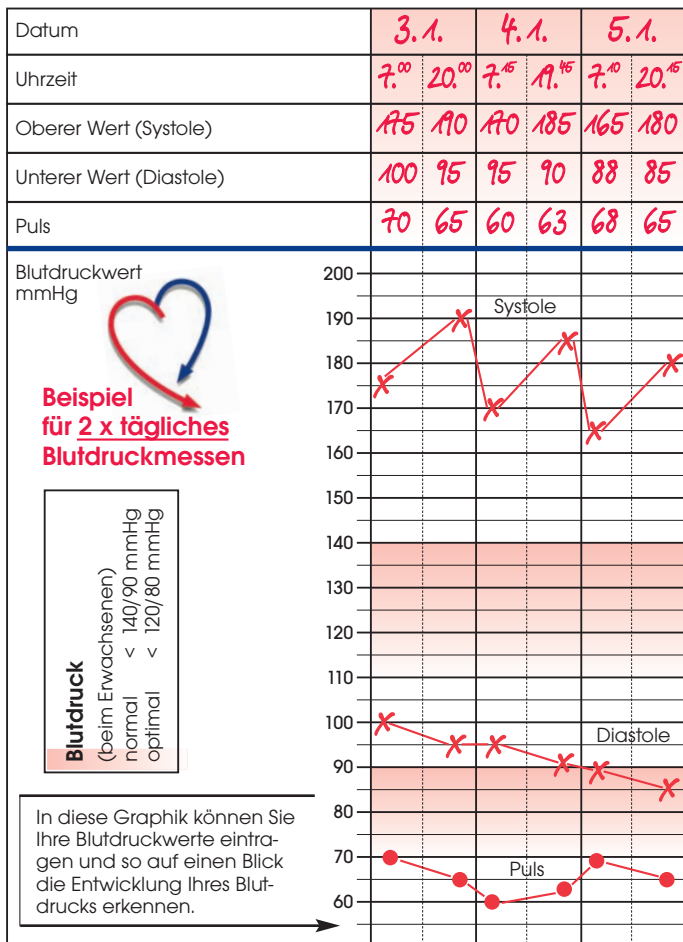 Datum 3.1. 4.1. 5.1.
Uhrzeit 7.00 20.00 7.15 19.45 7.10 20.15
Oberer Wert (Systole) 175 190 170 185 165 180
Unterer Wert (Diastole) 100 95 95 90 88 85
Puls 70 65 60 63 68 65
Blutdruckwert
mmHg
Beispiel
für 2 x tägliches
Blutdruckmessen
Blutdruck
(beim Erwachsenen)
normal < 140/90 mmHg
optimal < 120/80 mmHg
In diese Graphik können Sie
Ihre Blutdruckwerte eintra-
gen und so auf einen Blick
die Entwicklung Ihres Blut-
drucks erkennen.
200
190
180
170
160
150
140
130
120
110
100
90
80
70
60
Systole
Diastole
Puls